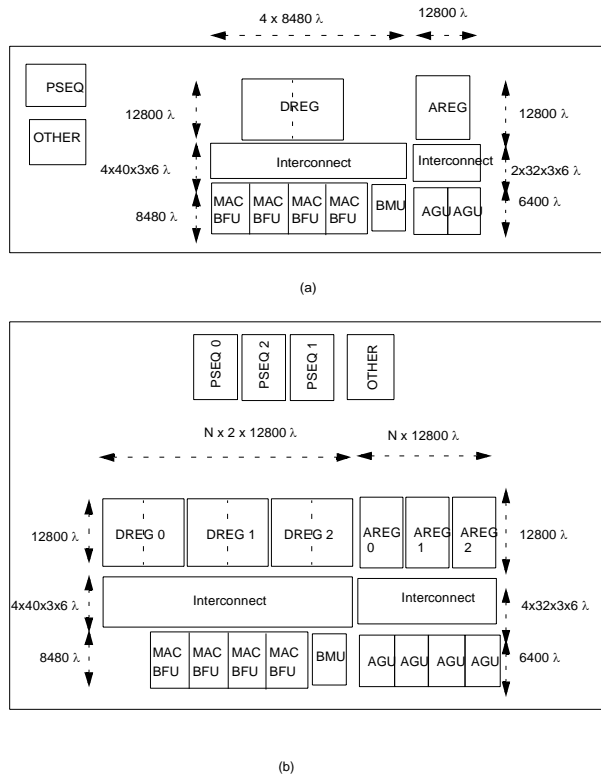 4 x 8480 λ
12800 λ
PSEQ
OTHER
12800 λ
DREG
AREG
12800 λ
4x40x3x6 λ
Interconnect
Interconnect
2x32x3x6 λ
8480 λ
MAC BFU
MAC BFU
MAC BFU
MAC BFU
BMU
AGU
AGU
6400 λ
(a)
PSEQ 0
PSEQ 2
PSEQ 1
OTHER
N x 2 x 12800 λ
N x 12800 λ
12800 λ
DREG 0
DREG 1
DREG 2
AREG 0
AREG 1
AREG 2
12800 λ
4x40x3x6 λ
Interconnect
Interconnect
4x32x3x6 λ
8480 λ
MAC BFU
MAC BFU
MAC BFU
MAC BFU
BMU
AGU
AGU
AGU
AGU
6400 λ
(b)